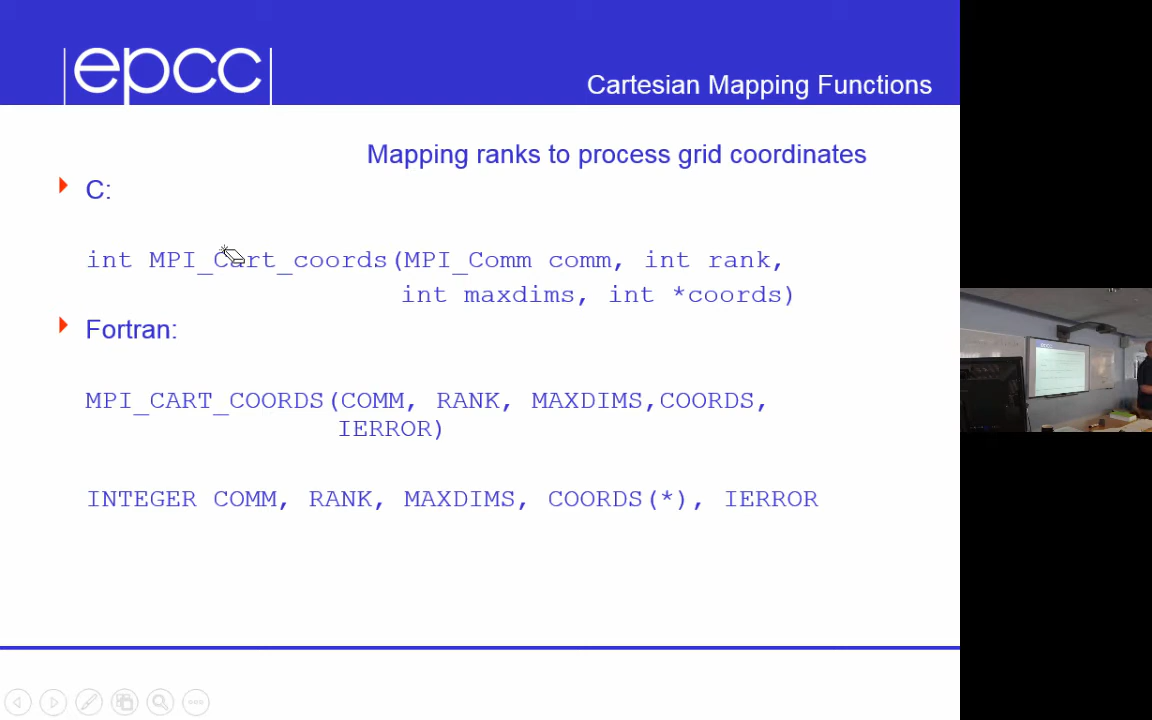 epcc
Cartesian Mapping Functions
Mapping ranks to process grid coordinates
C:
int MPI_Cart_coords(MPI_Comm comm, int rank,
int maxdims, int *coords)
Fortran:
MPI_CART_COORDS(COMM, RANK, MAXDIMS,COORDS,
IERROR)
INTEGER COMM, RANK, MAXDIMS, COORDS(*), IERROR
epcc